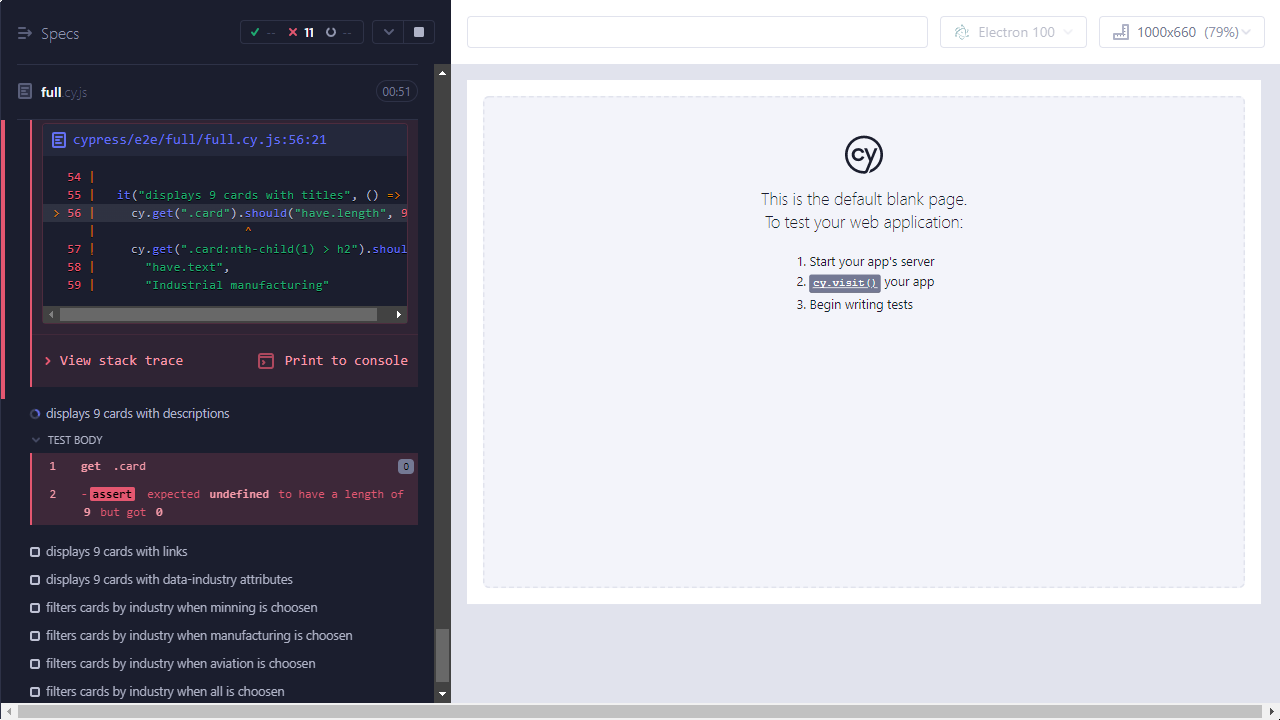 Specs
-- 11 --
Electron 100
1000x660 (79%)
full.cy.js
00:51
cypress/e2e/full/full.cy.js:56:21
54 |
55 | it("displays 9 cards with titles", () =>
> 56 | cy.get(".card").should("have.length", 9
| ^
57 | cy.get(".card:nth-child(1) > h2").shoul
58 | "have.text",
59 | "Industrial manufacturing"
> View stack trace
Print to console
displays 9 cards with descriptions
TEST BODY
1 get .card 0
2 -assert expected undefined to have a length of
9 but got 0
displays 9 cards with links
displays 9 cards with data-industry attributes
filters cards by industry when minning is choosen
filters cards by industry when manufacturing is choosen
filters cards by industry when aviation is choosen
filters cards by industry when all is choosen
cy
This is the default blank page.
To test your web application:
1. Start your app's server
2. cy.visit() your app
3. Begin writing tests